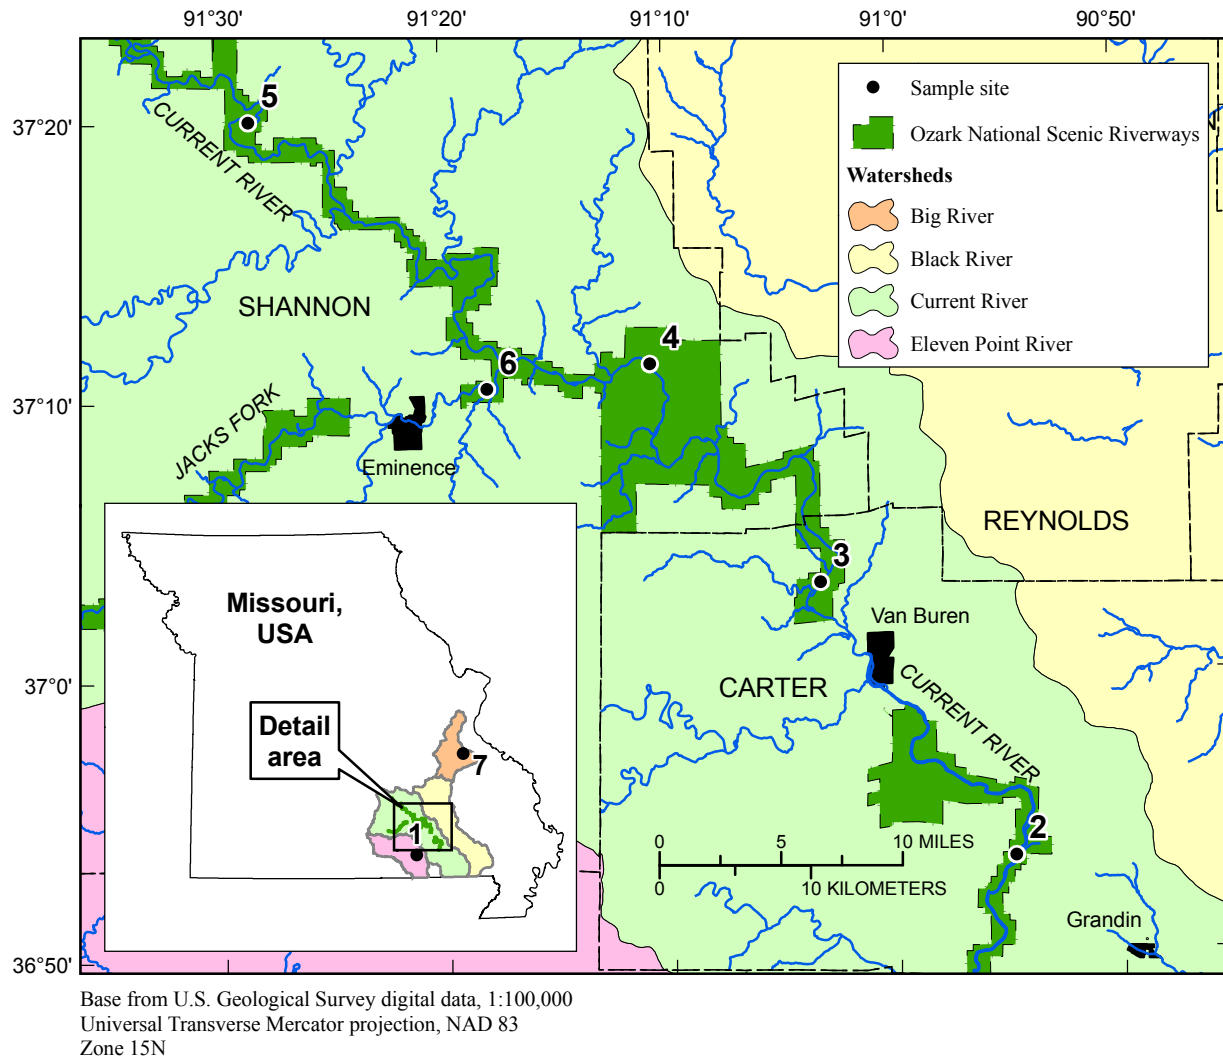 91°30' 91°20' 91°10' 91°0' 90°50'
37°20'
37°10'
37°0'
36°50'
5
CURRENT RIVER
SHANNON
6
4
JACKS FORK
Eminence
3
Van Buren
REYNOLDS
CARTER
CURRENT RIVER
2
Grandin
Sample site
Ozark National Scenic Riverways
N
Watersheds
Big River
Black River
Current River
Eleven Point River
Missouri,
USA
Detail
area
7
1
0 5 10 MILES
0 10 KILOMETERS
Base from U.S. Geological Survey digital data, 1:100,000
Universal Transverse Mercator projection, NAD 83
Zone 15N